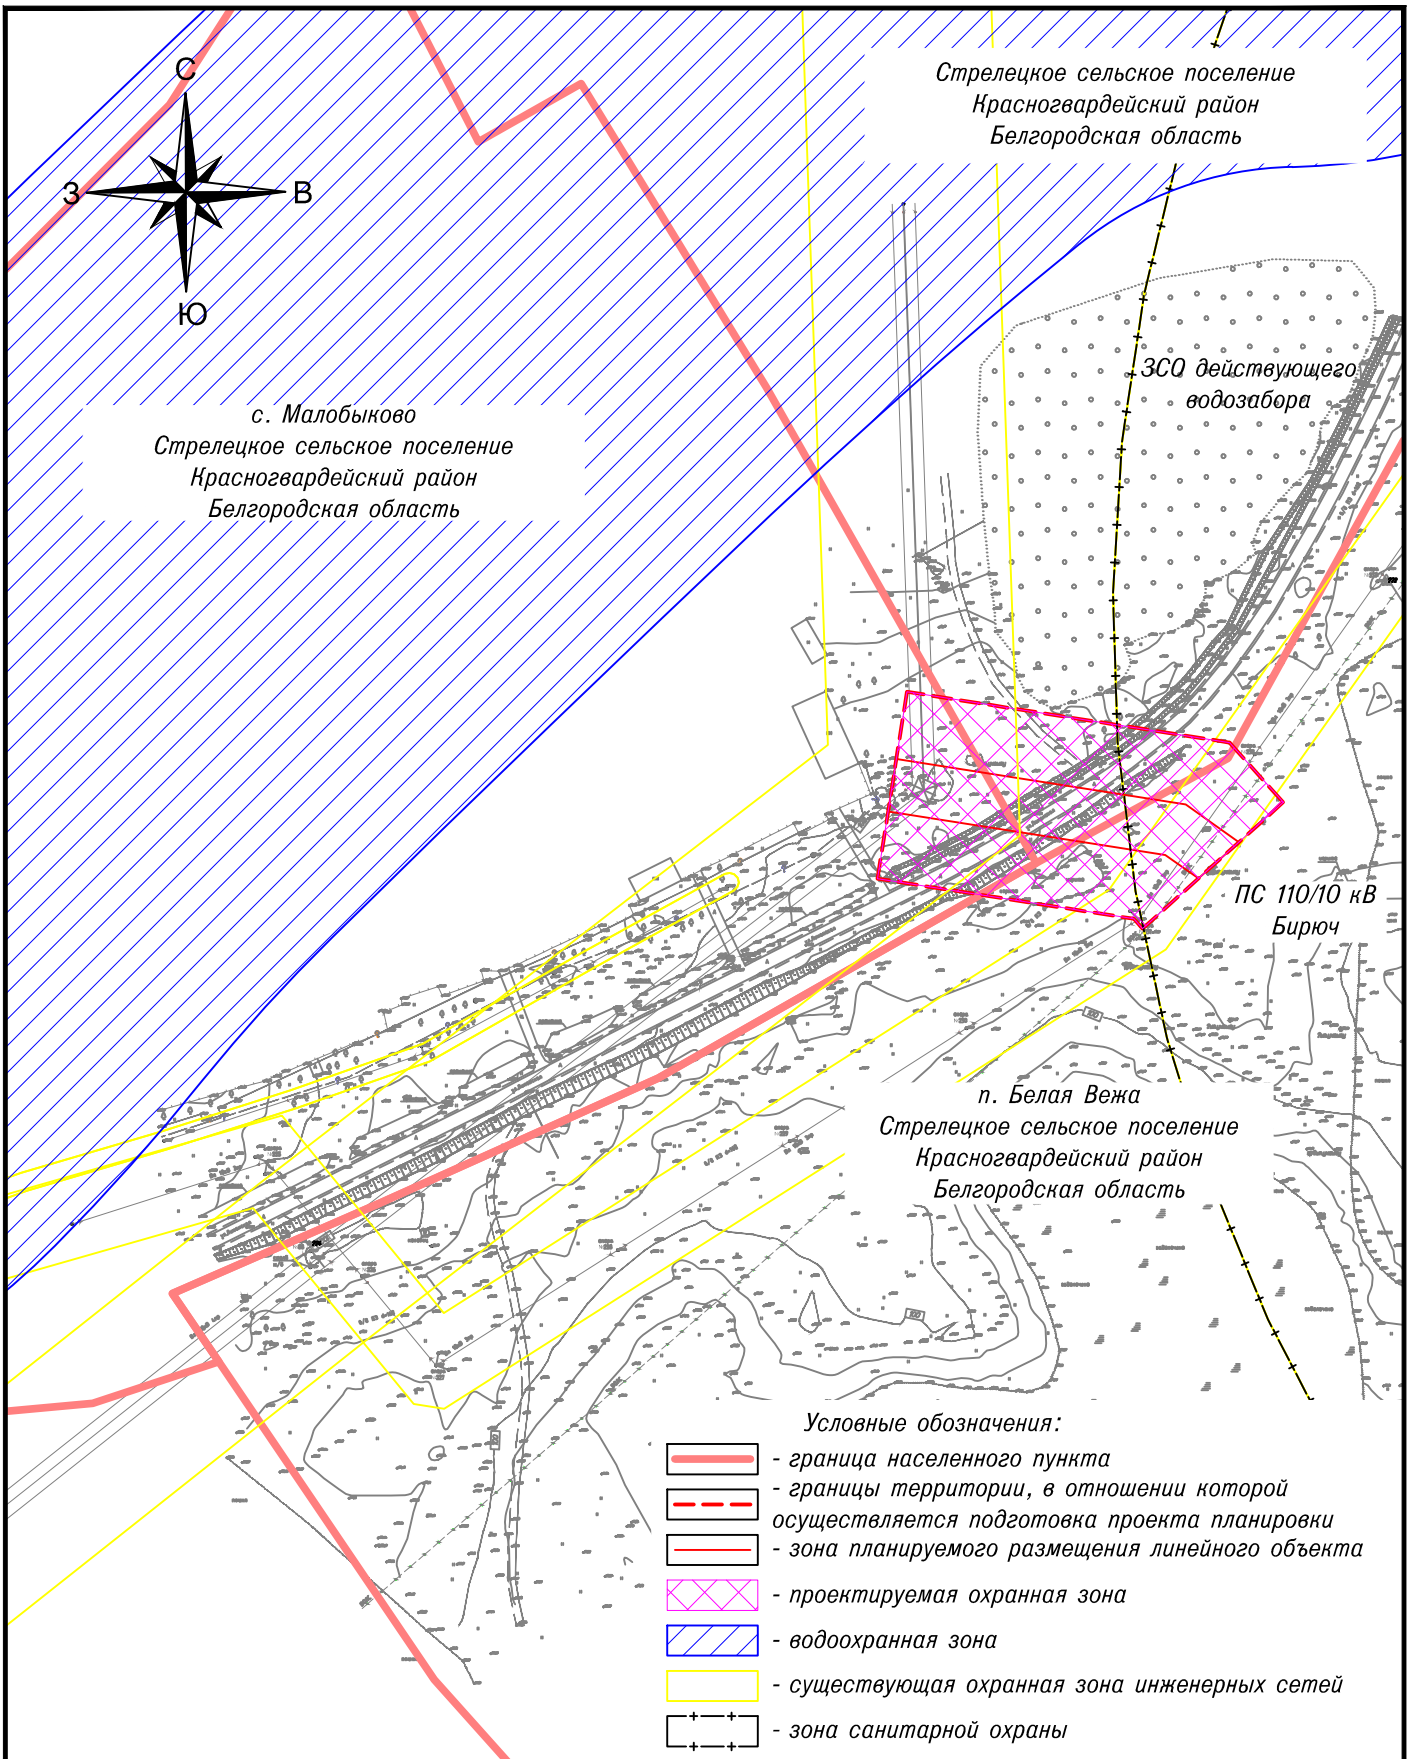 Стрелецкое сельское поселение
Красногвардейский район
Белгородская область
С
З
В
Ю
ЗСО действующего
водозабора
с. Малобыково
Стрелецкое сельское поселение
Красногвардейский район
Белгородская область
ПС 110/10 кВ
Бирюч
п. Белая Вежа
Стрелецкое сельское поселение
Красногвардейский район
Белгородская область
Условные обозначения:
- граница населенного пункта
- границы территории, в отношении которой
осуществляется подготовка проекта планировки
- зона планируемого размещения линейного объекта
- проектируемая охранная зона
- водоохранная зона
- существующая охранная зона инженерных сетей
- зона санитарной охраны